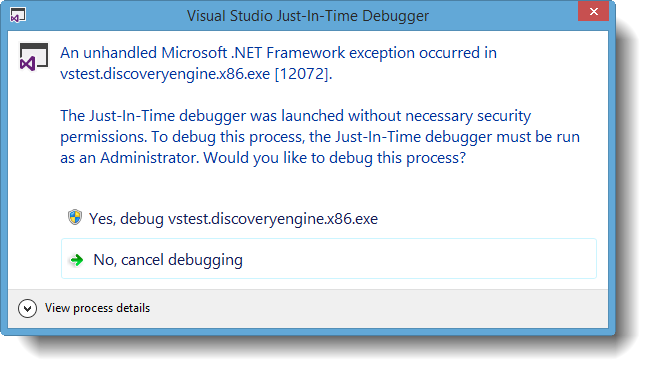 Visual Studio Just-In-Time Debugger
An unhandled Microsoft .NET Framework exception occurred in
vstest.discoveryengine.x86.exe [12072].
The Just-In-Time debugger was launched without necessary security
permissions. To debug this process, the Just-In-Time debugger must be run
as an Administrator. Would you like to debug this process?
Yes, debug vstest.discoveryengine.x86.exe
No, cancel debugging
View process details